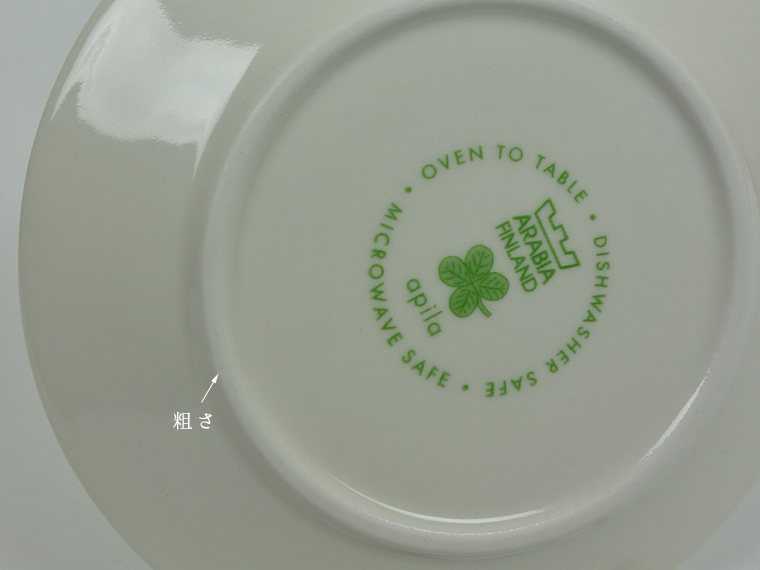 OVEN TO TABLE • DISHWASHER SAFE • MICROWAVE SAFE •
ARABIA
FINLAND
apila
粗さ